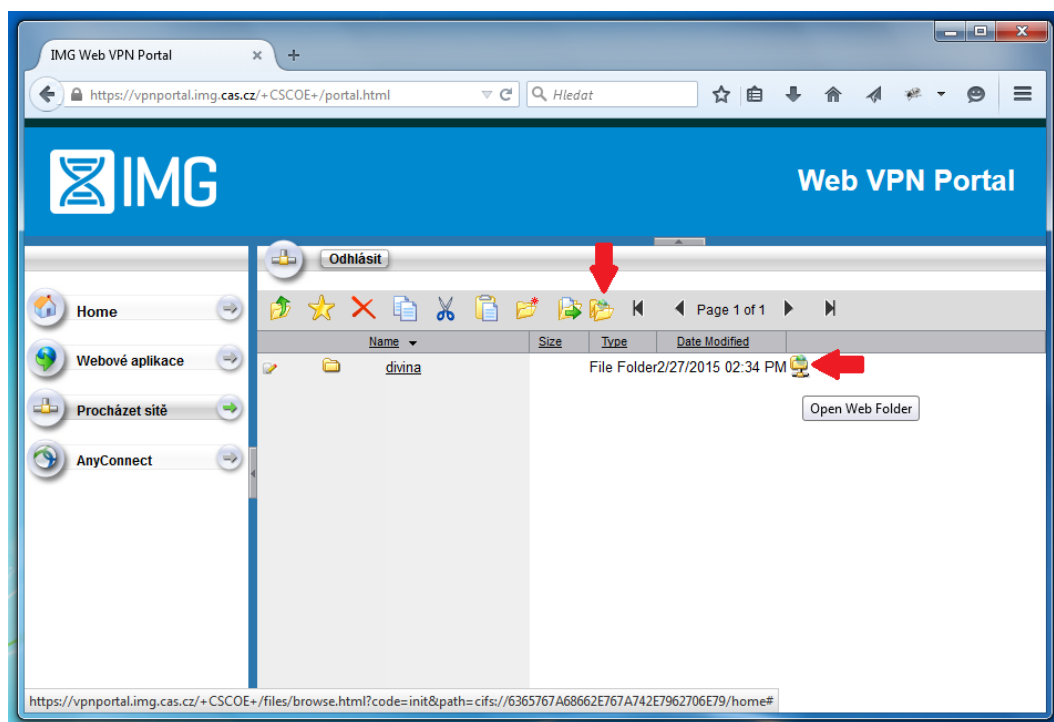 IMG Web VPN Portal
https://vpnportal.img.cas.cz/+CSCOE+/portal.html
Hledat
IMG
Web VPN Portal
Odhlásit
Home
Webové aplikace
Procházet sítě
AnyConnect
Page 1 of 1
Name Size Type Date Modified
divina File Folder 2/27/2015 02:34 PM
Open Web Folder
https://vpnportal.img.cas.cz/+CSCOE+/files/browse.html?code=init&path=cifs://6365767A68662E767A742E7962706E79/home#